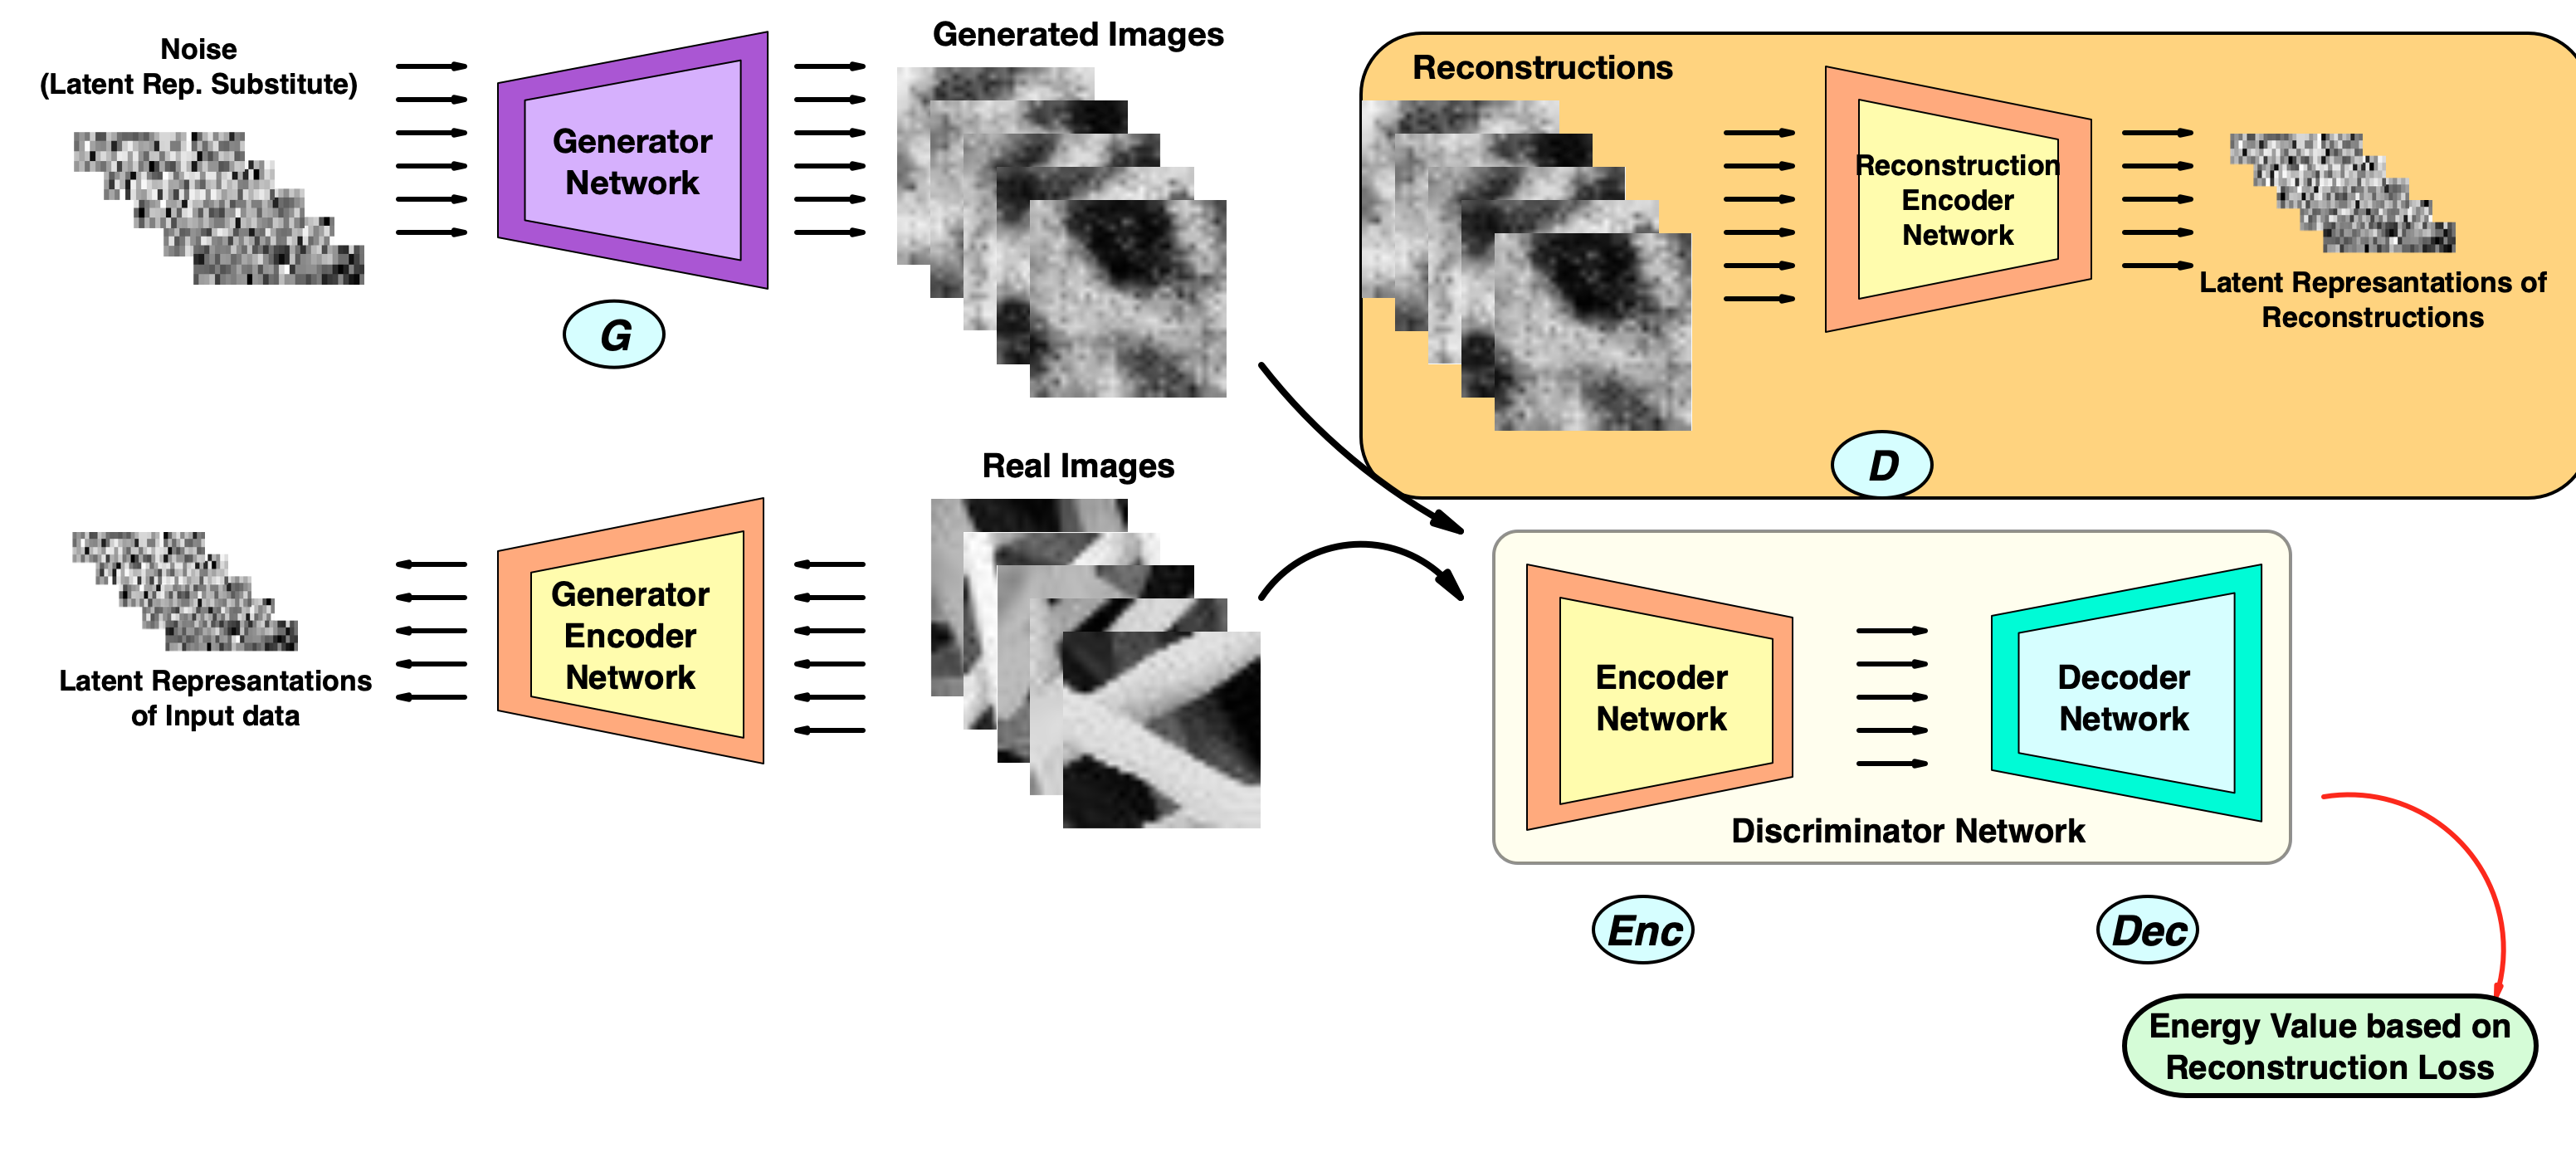 Noise
(Latent Rep. Substitute)
Generator
Network
G
Generated Images
Reconstructions
Reconstruction
Encoder
Network
Latent Represantations of
Reconstructions
D
Real Images
Generator
Encoder
Network
Latent Represantations
of Input data
Encoder
Network
Decoder
Network
Discriminator Network
Enc
Dec
Energy Value based on
Reconstruction Loss